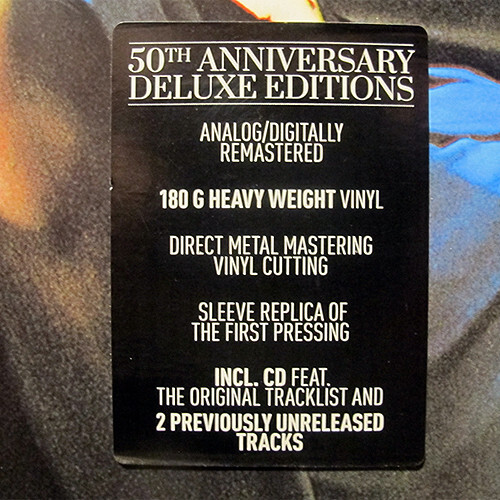 50TH ANNIVERSARY
DELUXE EDITIONS
ANALOG/DIGITALLY
REMASTERED
180 G HEAVY WEIGHT VINYL
DIRECT METAL MASTERING
VINYL CUTTING
SLEEVE REPLICA OF
THE FIRST PRESSING
INCL. CD FEAT.
THE ORIGINAL TRACKLIST AND
2 PREVIOUSLY UNRELEASED
TRACKS